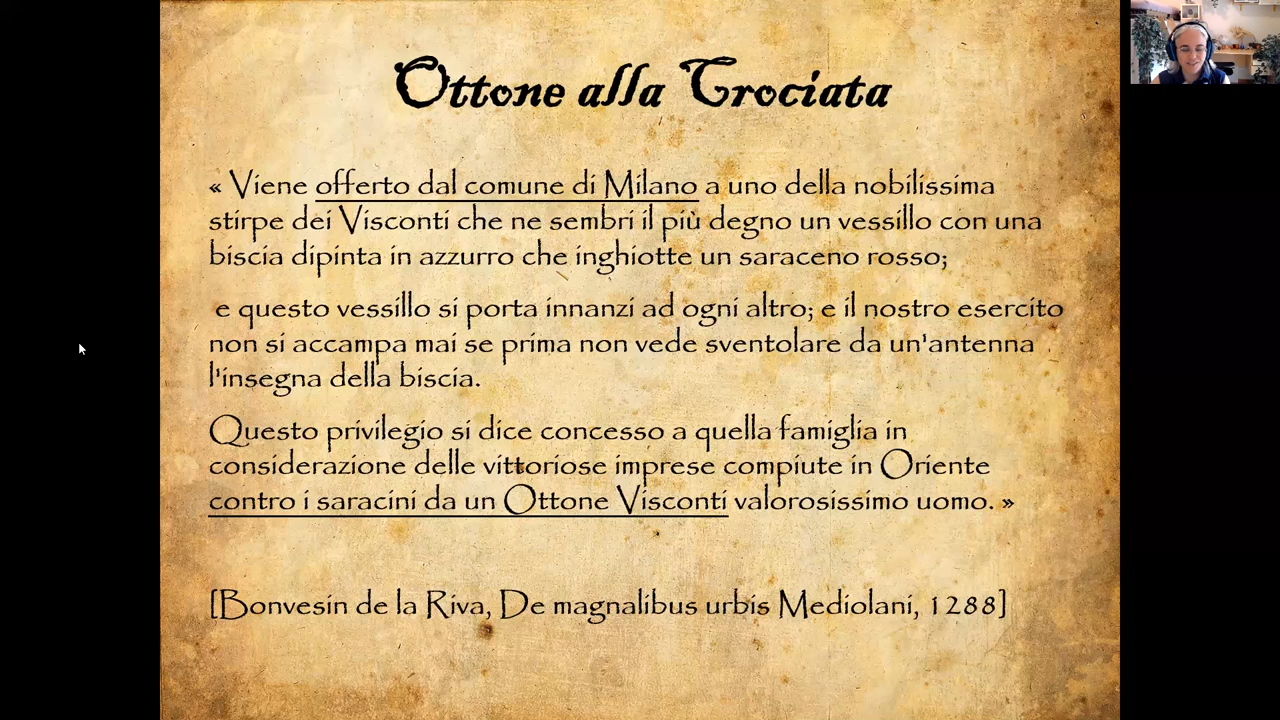 Ottone alla Crociata
« Viene offerto dal comune di Milano a uno della nobilissima
stirpe dei Visconti che ne sembri il più degno un vessillo con una
biscia dipinta in azzurro che inghiotte un saraceno rosso;
e questo vessillo si porta innanzi ad ogni altro; e il nostro esercito
non si accampa mai se prima non vede sventolare da un'antenna
l'insegna della biscia.
Questo privilegio si dice concesso a quella famiglia in
considerazione delle vittoriose imprese compiute in Oriente
contro i saracini da un Ottone Visconti valorosissimo uomo. »
[Bonvesin de la Riva, De magnalibus urbis Mediolani, 1288]